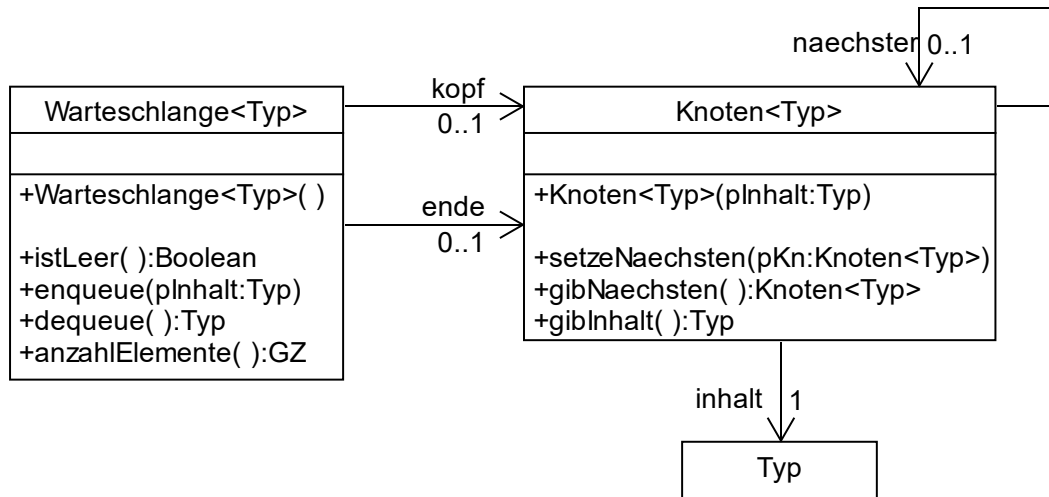 naechster 0..1
Warteschlange<Typ>
+Warteschlange<Typ>( )
+istLeer( ):Boolean
+enqueue(pInhalt:Typ)
+dequeue( ):Typ
+anzahlElemente( ):GZ
kopf
0..1
ende
0..1
Knoten<Typ>
+Knoten<Typ>(pInhalt:Typ)
+setzeNaechsten(pKn:Knoten<Typ>)
+gibNaechsten( ):Knoten<Typ>
+gibInhalt( ):Typ
inhalt 1
Typ